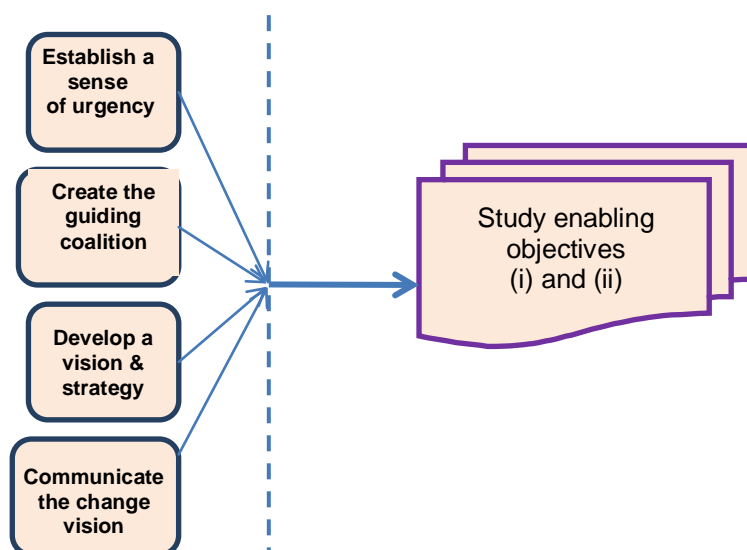 Establish a
sense
of urgency
Create the
guiding
coalition
Develop a
vision &
strategy
Communicate
the change
vision
Study enabling
objectives
(i) and (ii)